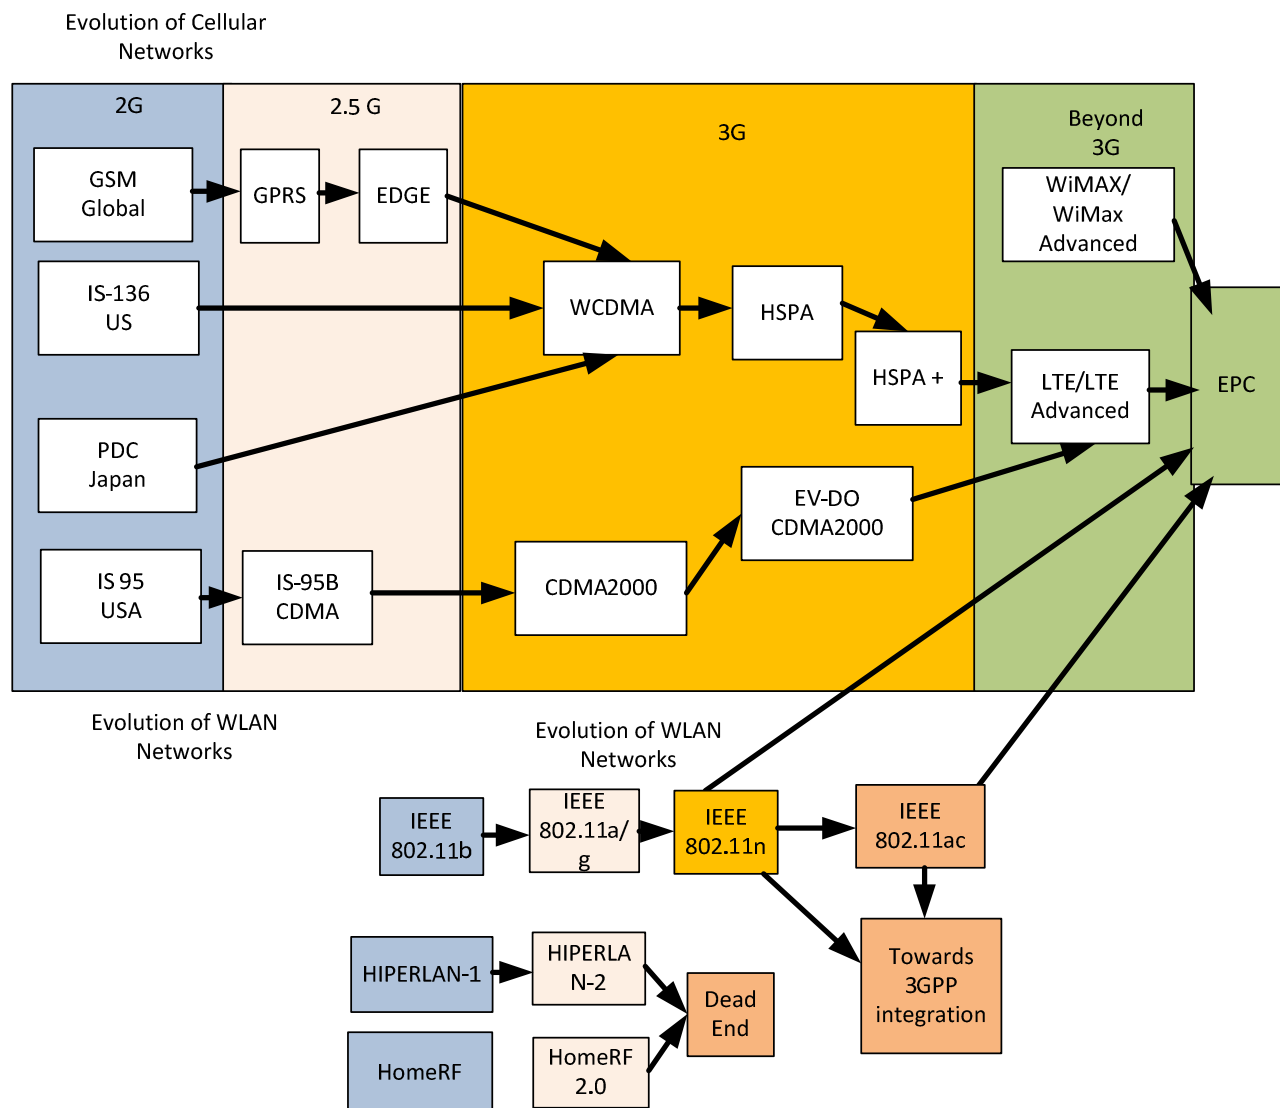 Evolution of Cellular
Networks
2G
2.5 G
3G
Beyond
3G
GSM
Global
GPRS
EDGE
WiMAX/
WiMax
Advanced
IS-136
US
WCDMA
HSPA
HSPA +
LTE/LTE
Advanced
EPC
PDC
Japan
EV-DO
CDMA2000
IS 95
USA
IS-95B
CDMA
CDMA2000
Evolution of WLAN
Networks
Evolution of WLAN
Networks
IEEE
802.11b
IEEE
802.11a/
g
IEEE
802.11n
IEEE
802.11ac
HIPERLAN-1
HIPERLA
N-2
Dead
End
Towards
3GPP
integration
HomeRF
HomeRF
2.0